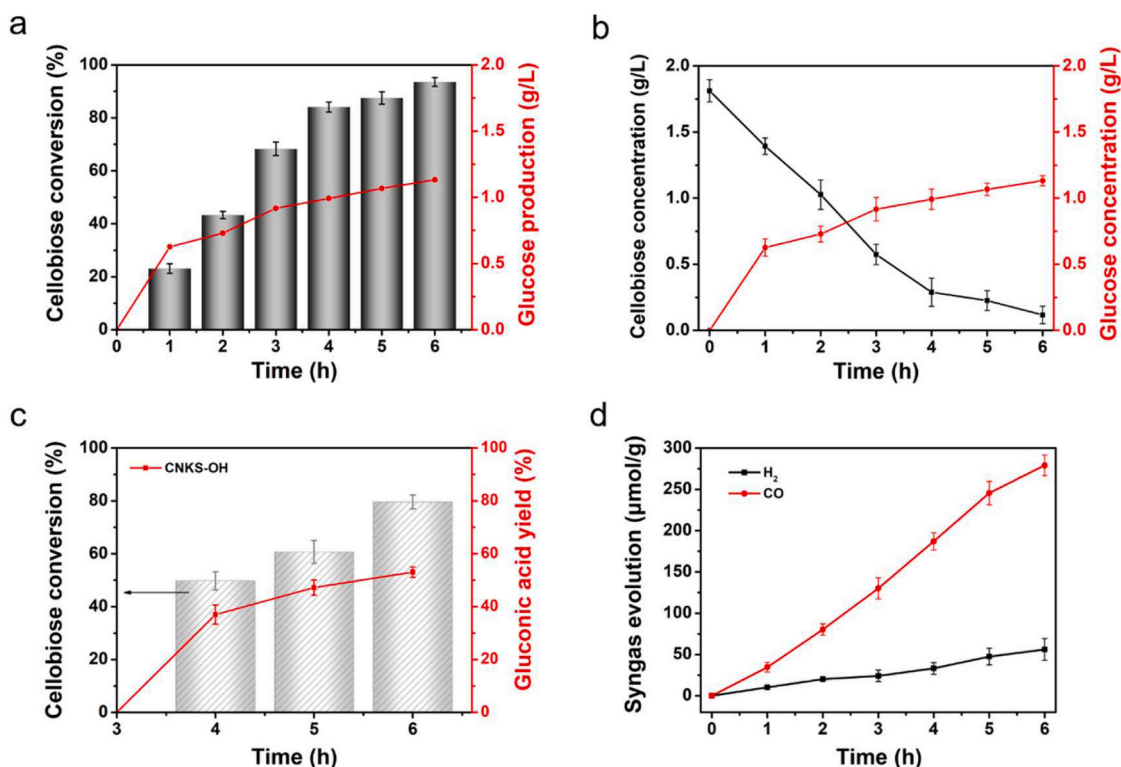 a
Cellobiose conversion (%)
100
80
60
40
20
0
0 1 2 3 4 5 6
Time (h)
2.0
1.5
1.0
0.5
0.0
Glucose production (g/L)
b
Cellobiose concentration (g/L)
2.0
1.5
1.0
0.5
0.0
0 1 2 3 4 5 6
Time (h)
2.0
1.5
1.0
0.5
0.0
Glucose concentration (g/L)
c
Cellobiose conversion (%)
100
80
60
40
20
0
CNKS-OH
3 4 5 6
Time (h)
100
80
60
40
20
0
Gluconic acid yield (%)
d
Syngas evolution (μmol/g)
300
250
200
150
100
50
0
H₂
CO
0 1 2 3 4 5 6
Time (h)